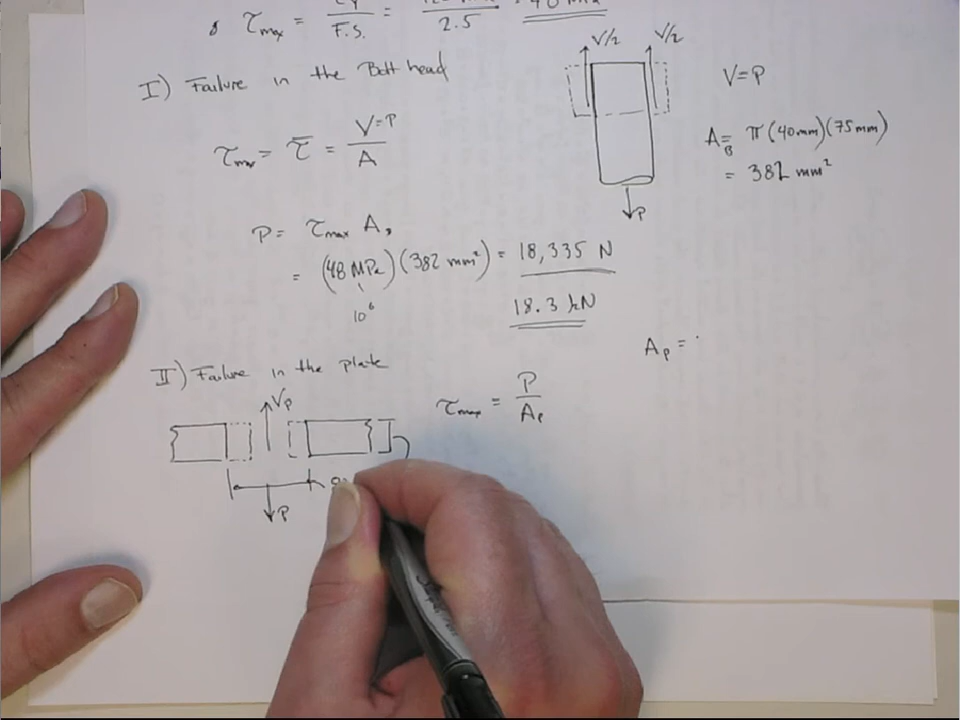 τmax = τy / F.S. = / 2.5 =
I) Failure in the Bolt head
V/2 V/2
V=P
τmax = τ̄ = V=P / A
A_B = π(40mm)(75mm)
= 382 mm²
P
P = τmax A,
= (48 MPa)(382 mm²) = 18,335 N
10⁶
18.3 kN
A_P =
II) Failure in the plate
V_P
τmax = P / A_P
P